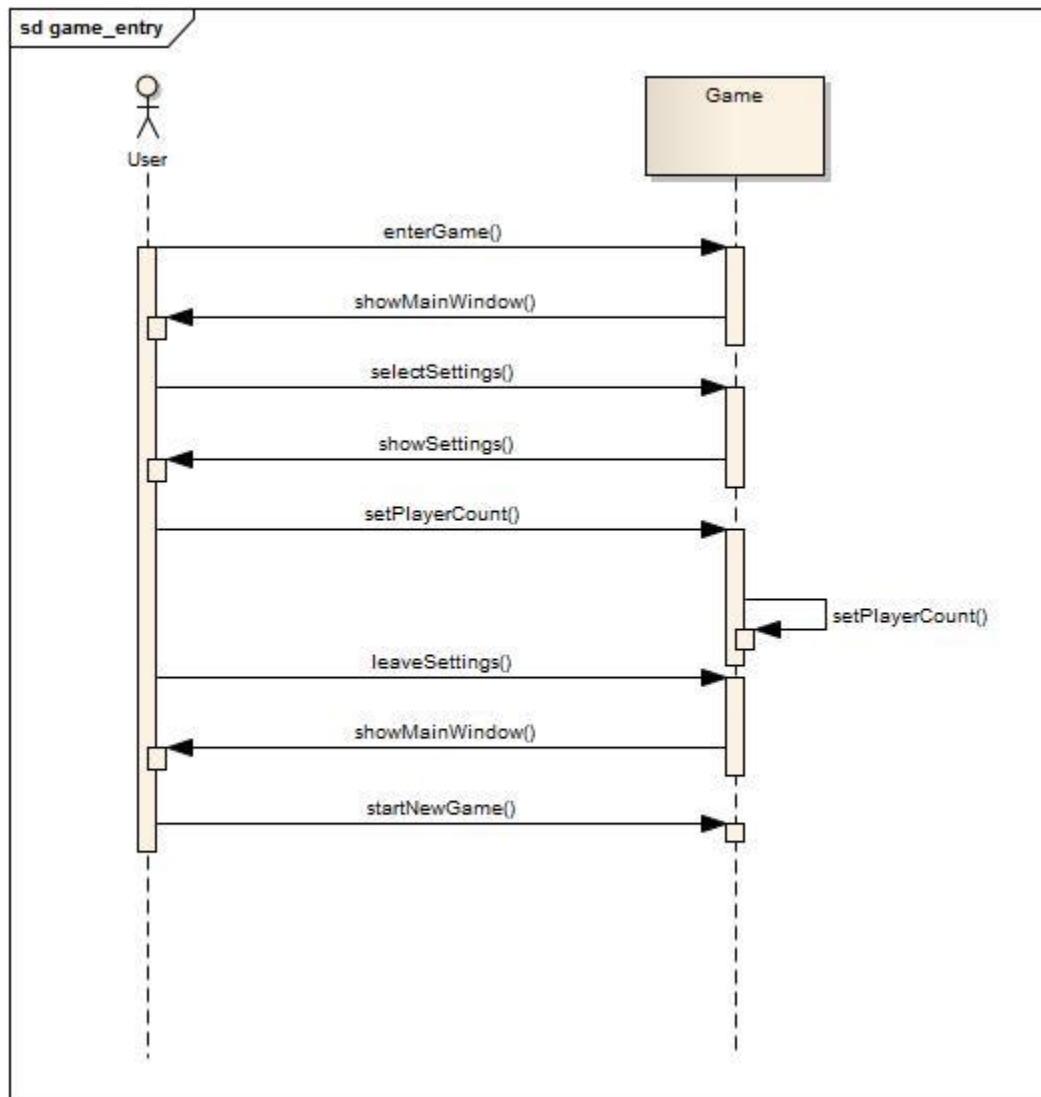 sd game_entry
User
Game
enterGame()
showMainWindow()
selectSettings()
showSettings()
setPlayerCount()
setPlayerCount()
leaveSettings()
showMainWindow()
startNewGame()